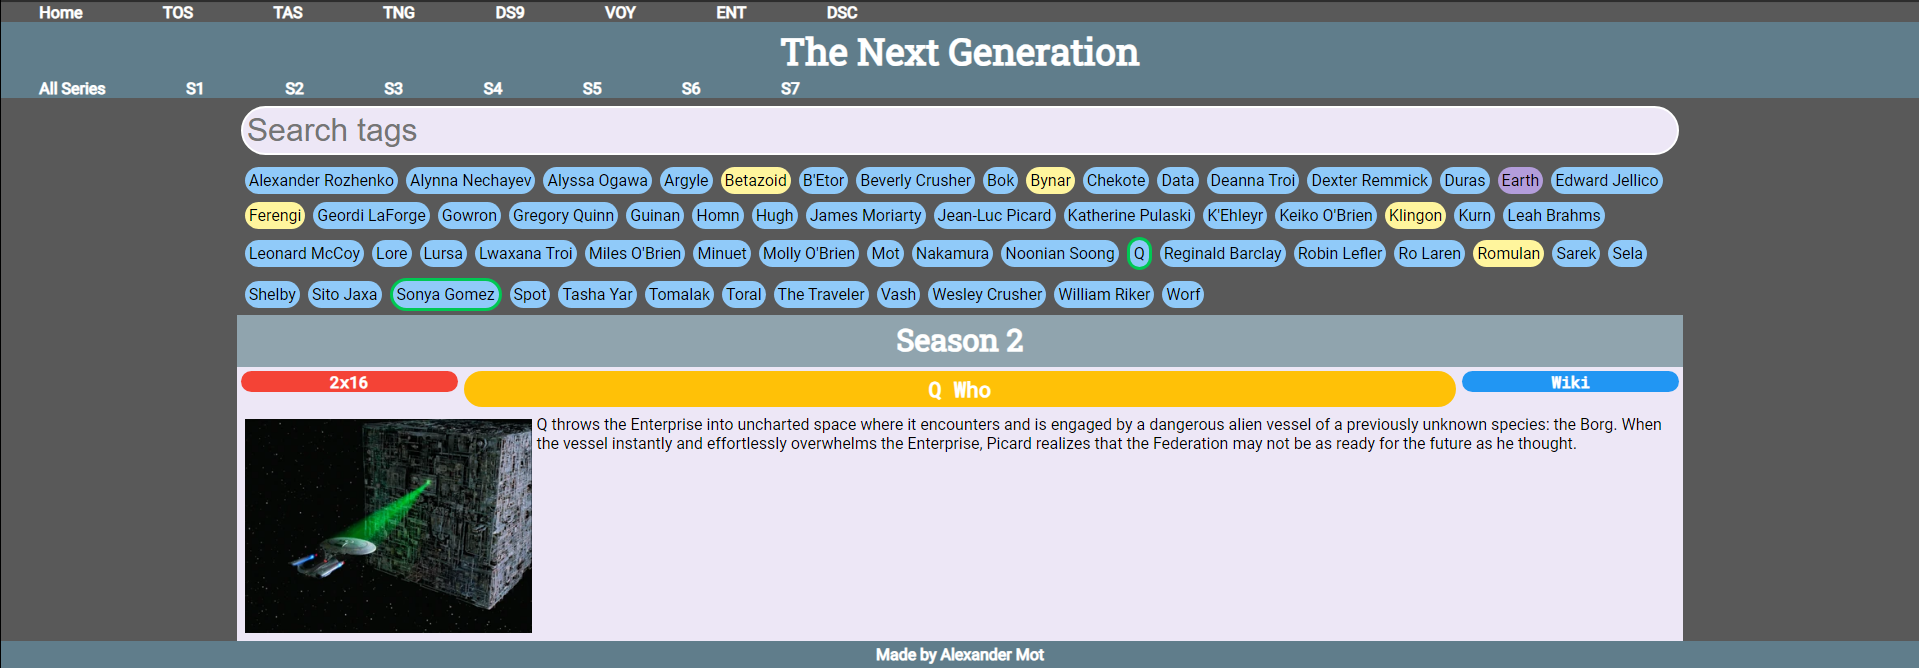 Home TOS TAS TNG DS9 VOY ENT DSC
The Next Generation
All Series S1 S2 S3 S4 S5 S6 S7
Search tags
Alexander Rozhenko Alynna Nechayev Alyssa Ogawa Argyle Betazoid B'Etor Beverly Crusher Bok Bynar Chekote Data Deanna Troi Dexter Remmick Duras Earth Edward Jellico
Ferengi Geordi LaForge Gowron Gregory Quinn Guinan Homn Hugh James Moriarty Jean-Luc Picard Katherine Pulaski K'Ehleyr Keiko O'Brien Klingon Kurn Leah Brahms
Leonard McCoy Lore Lursa Lwaxana Troi Miles O'Brien Minuet Molly O'Brien Mot Nakamura Noonian Soong Q Reginald Barclay Robin Lefler Ro Laren Romulan Sarek Sela
Shelby Sito Jaxa Sonya Gomez Spot Tasha Yar Tomalak Toral The Traveler Vash Wesley Crusher William Riker Worf
Season 2
2x16 Q Who Wiki
Q throws the Enterprise into uncharted space where it encounters and is engaged by a dangerous alien vessel of a previously unknown species: the Borg. When
the vessel instantly and effortlessly overwhelms the Enterprise, Picard realizes that the Federation may not be as ready for the future as he thought.
Made by Alexander Mot